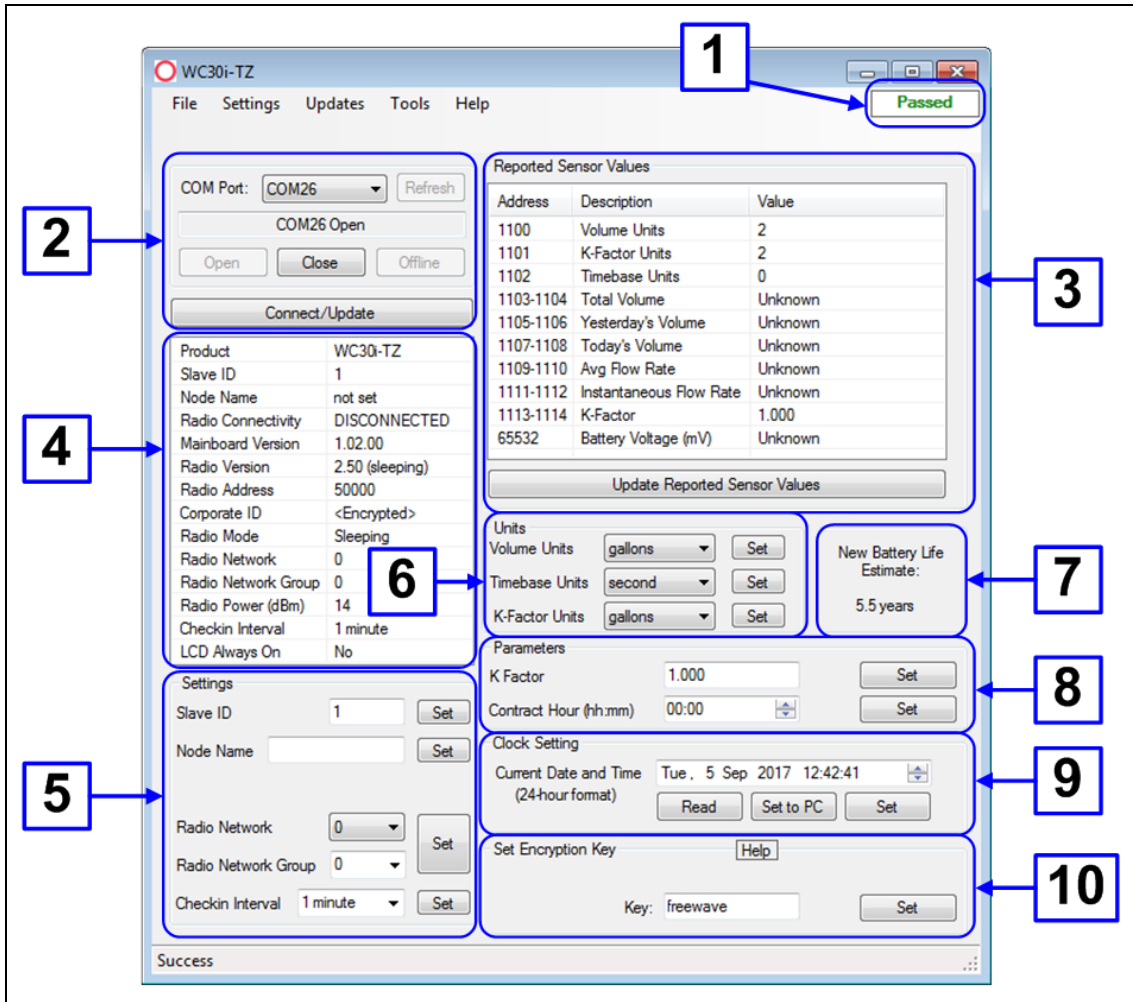 1
WC30i-TZ
File Settings Updates Tools Help
Passed
2
COM Port: COM26 Refresh
COM26 Open
Open Close Offline
Connect/Update
Reported Sensor Values
Address Description Value
1100 Volume Units 2
1101 K-Factor Units 2
1102 Timebase Units 0
1103-1104 Total Volume Unknown
1105-1106 Yesterday's Volume Unknown
1107-1108 Today's Volume Unknown
1109-1110 Avg Flow Rate Unknown
1111-1112 Instantaneous Flow Rate Unknown
1113-1114 K-Factor 1.000
65532 Battery Voltage (mV) Unknown
Update Reported Sensor Values
3
4
Product WC30i-TZ
Slave ID 1
Node Name not set
Radio Connectivity DISCONNECTED
Mainboard Version 1.02.00
Radio Version 2.50 (sleeping)
Radio Address 50000
Corporate ID <Encrypted>
Radio Mode Sleeping
Radio Network 0
Radio Network Group 0
Radio Power (dBm) 14
Checkin Interval 1 minute
LCD Always On No
6
Units
Volume Units gallons Set
Timebase Units second Set
K-Factor Units gallons Set
New Battery Life
Estimate:
5.5 years
7
5
Settings
Slave ID 1 Set
Node Name Set
Radio Network 0
Set
Radio Network Group 0
Checkin Interval 1 minute Set
Parameters
K Factor 1.000 Set
Contract Hour (hh:mm) 00:00 Set
8
Clock Setting
Current Date and Time Tue, 5 Sep 2017 12:42:41
(24-hour format)
Read Set to PC Set
9
Set Encryption Key Help
Key: freewave Set
10
Success